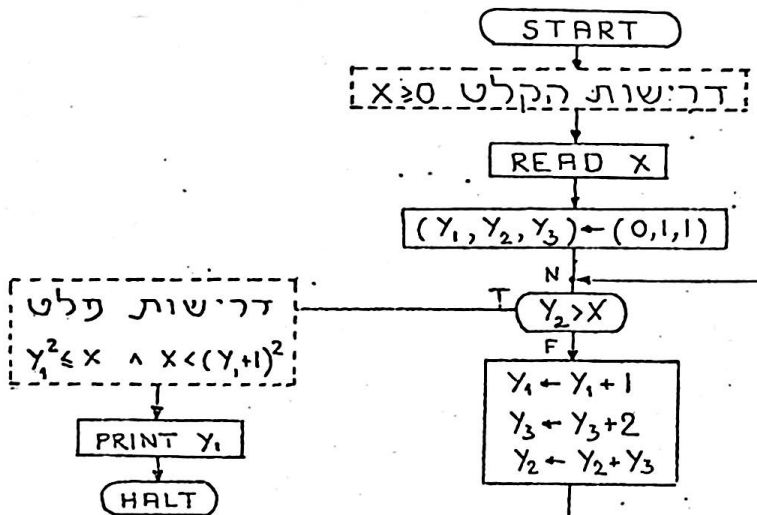 START
דרישות הקלט X≥0
READ X
(Y₁, Y₂, Y₃) ← (0,1,1)
N
Y₂>X
T
F
דרישות פלט
Y₁² ≤ X ∧ X<(Y₁+1)²
PRINT Y₁
HALT
Y₁ ← Y₁+1
Y₃ ← Y₃+2
Y₂ ← Y₂+Y₃